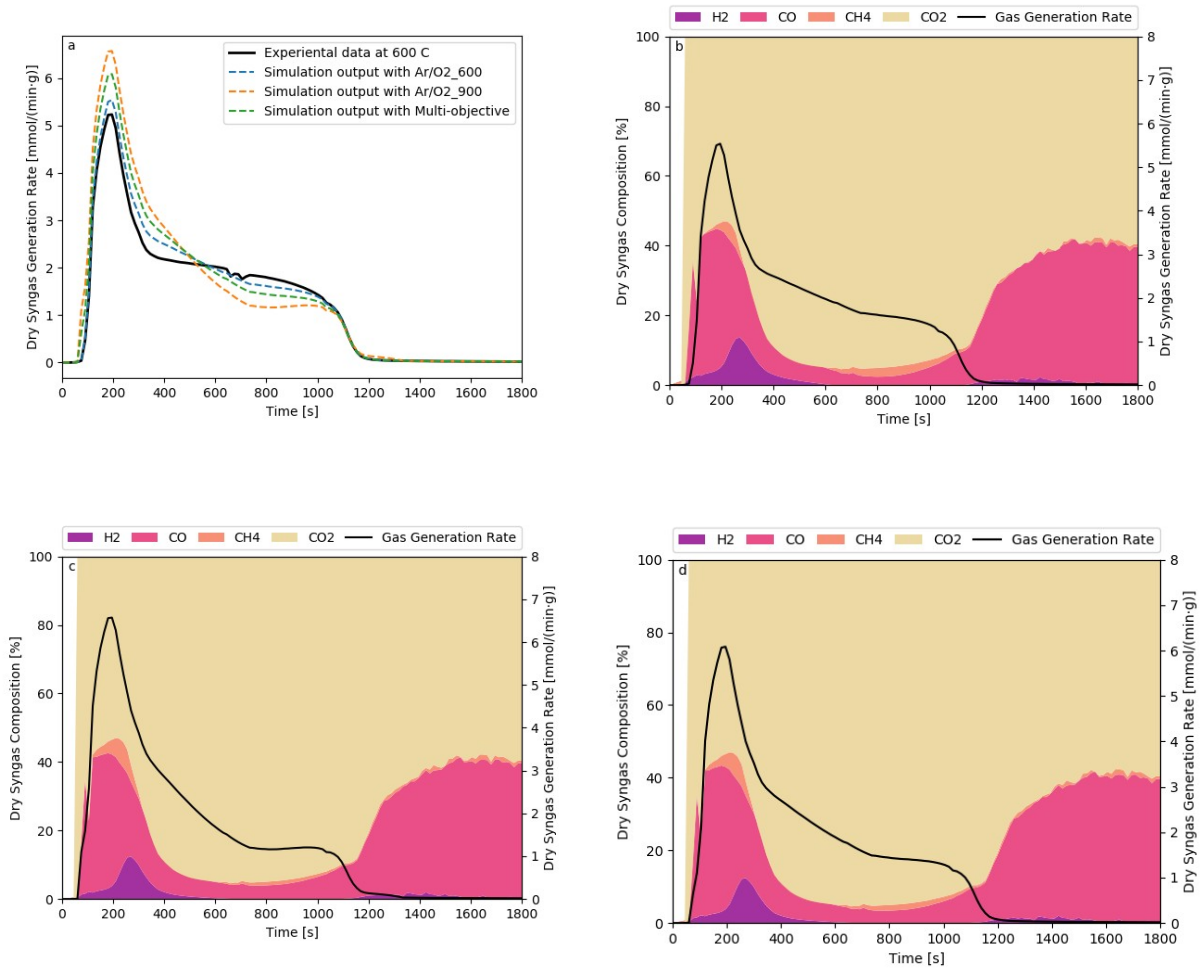 a
Experiental data at 600 C
Simulation output with Ar/O2_600
Simulation output with Ar/O2_900
Simulation output with Multi-objective
Dry Syngas Generation Rate [mmol/(min·g)]
6
5
4
3
2
1
0
0 200 400 600 800 1000 1200 1400 1600 1800
Time [s]
H2 CO CH4 CO2 Gas Generation Rate
b
Dry Syngas Composition [%]
100
80
60
40
20
0
8
7
6
5
4
3
2
1
0
Dry Syngas Generation Rate [mmol/(min·g)]
0 200 400 600 800 1000 1200 1400 1600 1800
Time [s]
H2 CO CH4 CO2 Gas Generation Rate
c
Dry Syngas Composition [%]
100
80
60
40
20
0
8
7
6
5
4
3
2
1
0
Dry Syngas Generation Rate [mmol/(min·g)]
0 200 400 600 800 1000 1200 1400 1600 1800
Time [s]
H2 CO CH4 CO2 Gas Generation Rate
d
Dry Syngas Composition [%]
100
80
60
40
20
0
8
7
6
5
4
3
2
1
0
Dry Syngas Generation Rate [mmol/(min·g)]
0 200 400 600 800 1000 1200 1400 1600 1800
Time [s]